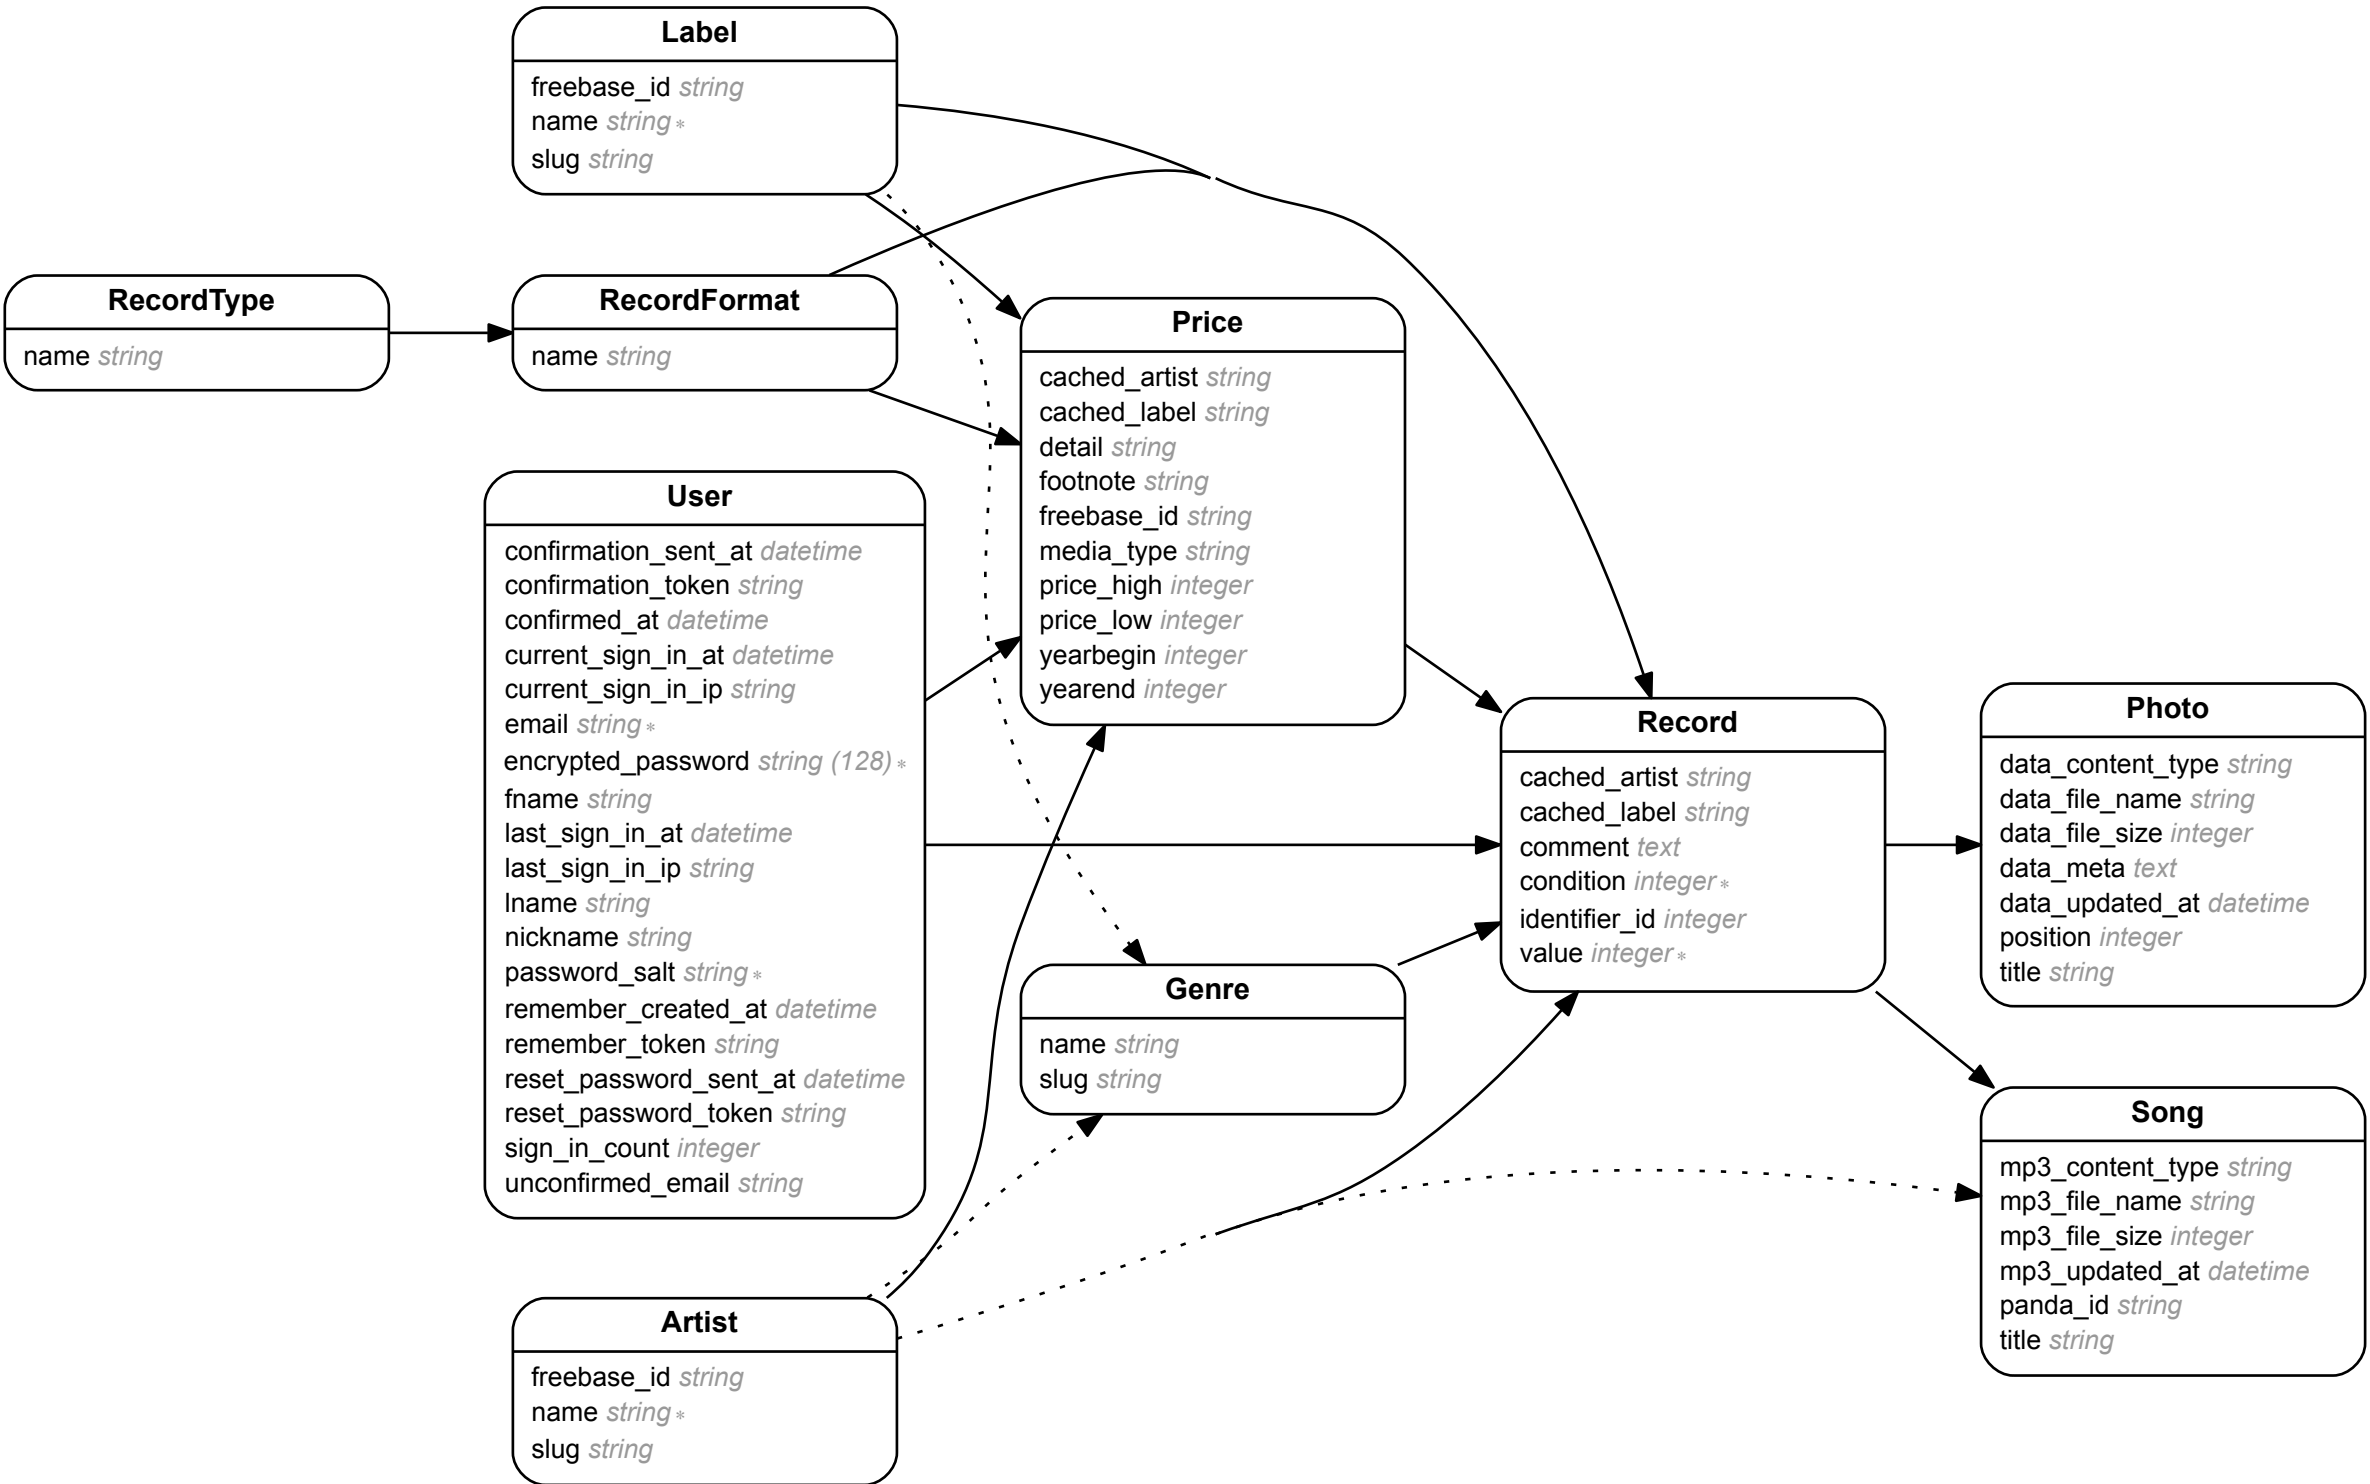 Label
freebase_id string
name string *
slug string
RecordType
name string
RecordFormat
name string
Price
cached_artist string
cached_label string
detail string
footnote string
freebase_id string
media_type string
price_high integer
price_low integer
yearbegin integer
yearend integer
User
confirmation_sent_at datetime
confirmation_token string
confirmed_at datetime
current_sign_in_at datetime
current_sign_in_ip string
email string *
encrypted_password string (128) *
fname string
last_sign_in_at datetime
last_sign_in_ip string
lname string
nickname string
password_salt string *
remember_created_at datetime
remember_token string
reset_password_sent_at datetime
reset_password_token string
sign_in_count integer
unconfirmed_email string
Record
cached_artist string
cached_label string
comment text
condition integer *
identifier_id integer
value integer *
Photo
data_content_type string
data_file_name string
data_file_size integer
data_meta text
data_updated_at datetime
position integer
title string
Genre
name string
slug string
Song
mp3_content_type string
mp3_file_name string
mp3_file_size integer
mp3_updated_at datetime
panda_id string
title string
Artist
freebase_id string
name string *
slug string